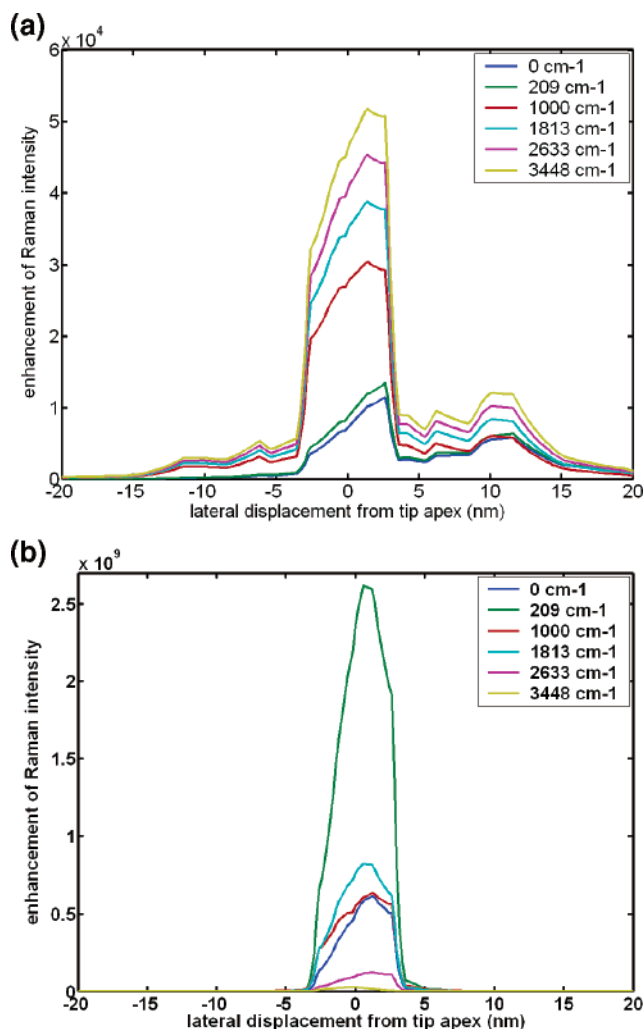 (a)
6 × 10⁴
0 cm-1
209 cm-1
1000 cm-1
1813 cm-1
2633 cm-1
3448 cm-1
5
4
3
2
1
0
enhancement of Raman intensity
-20 -15 -10 -5 0 5 10 15 20
lateral displacement from tip apex (nm)
(b)
x 10⁹
0 cm-1
209 cm-1
1000 cm-1
1813 cm-1
2633 cm-1
3448 cm-1
2.5
2
1.5
1
0.5
0
enhancement of Raman intensity
-20 -15 -10 -5 0 5 10 15 20
lateral displacement from tip apex (nm)